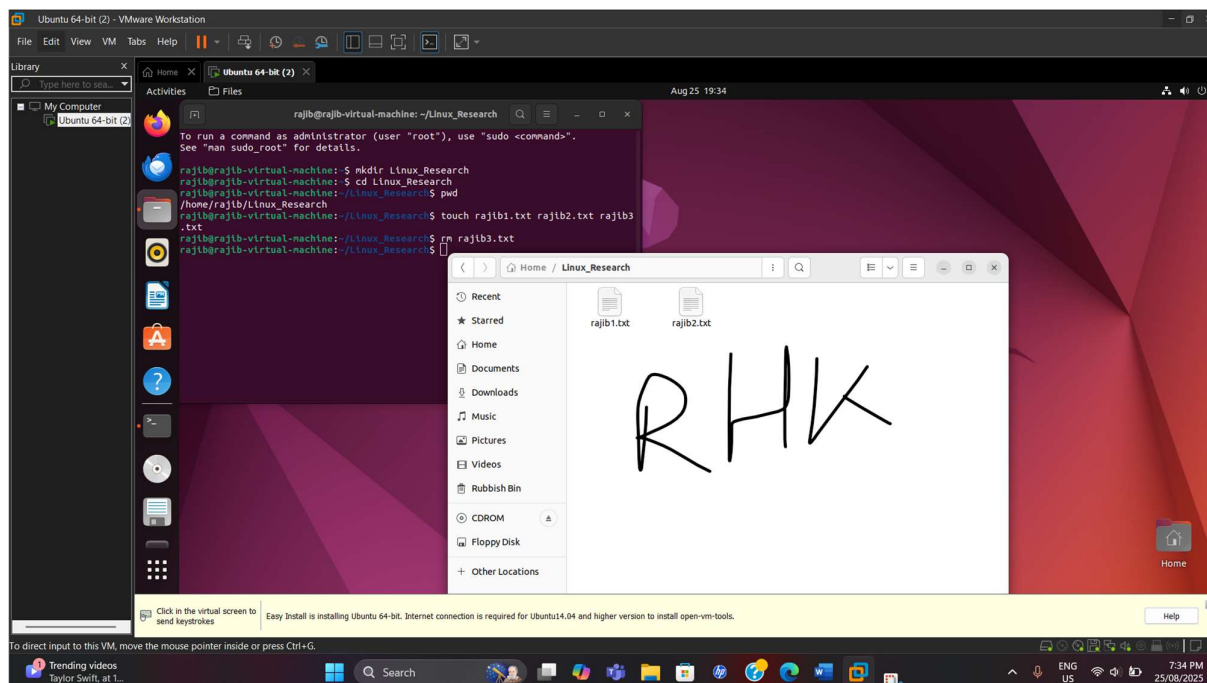 Ubuntu 64-bit (2) - VMware Workstation
File Edit View VM Tabs Help
Library X
Type here to sea...
Home X Ubuntu 64-bit (2) X
My Computer
Ubuntu 64-bit (2)
Activities Files Aug 25 19:34
rajib@rajib-virtual-machine: ~/Linux_Research
To run a command as administrator (user "root"), use "sudo <command>".
See "man sudo_root" for details.
rajib@rajib-virtual-machine:~$ mkdir Linux_Research
rajib@rajib-virtual-machine:~$ cd Linux_Research
rajib@rajib-virtual-machine:~/Linux_Research$ pwd
/home/rajib/Linux_Research
rajib@rajib-virtual-machine:~/Linux_Research$ touch rajib1.txt rajib2.txt rajib3
.txt
rajib@rajib-virtual-machine:~/Linux_Research$ rm rajib3.txt
rajib@rajib-virtual-machine:~/Linux_Research$
Home / Linux_Research
Recent
Starred
Home
Documents
Downloads
Music
Pictures
Videos
Rubbish Bin
CDROM
Floppy Disk
+ Other Locations
rajib1.txt rajib2.txt
RHK
Home
Click in the virtual screen to
send keystrokes
Easy Install is installing Ubuntu 64-bit. Internet connection is required for Ubuntu14.04 and higher version to install open-vm-tools.
Help
To direct input to this VM, move the mouse pointer inside or press Ctrl+G.
1
Trending videos
Taylor Swift, at 1...
Search
ENG
US
7:34 PM
25/08/2025